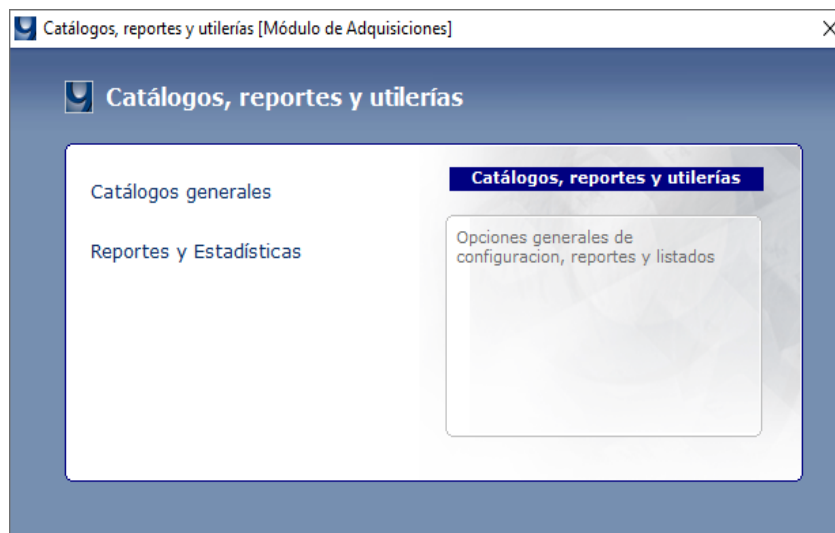 Catálogos, reportes y utilerías [Módulo de Adquisiciones]
Catálogos, reportes y utilerías
Catálogos generales
Reportes y Estadísticas
Catálogos, reportes y utilerías
Opciones generales de
configuracion, reportes y listados